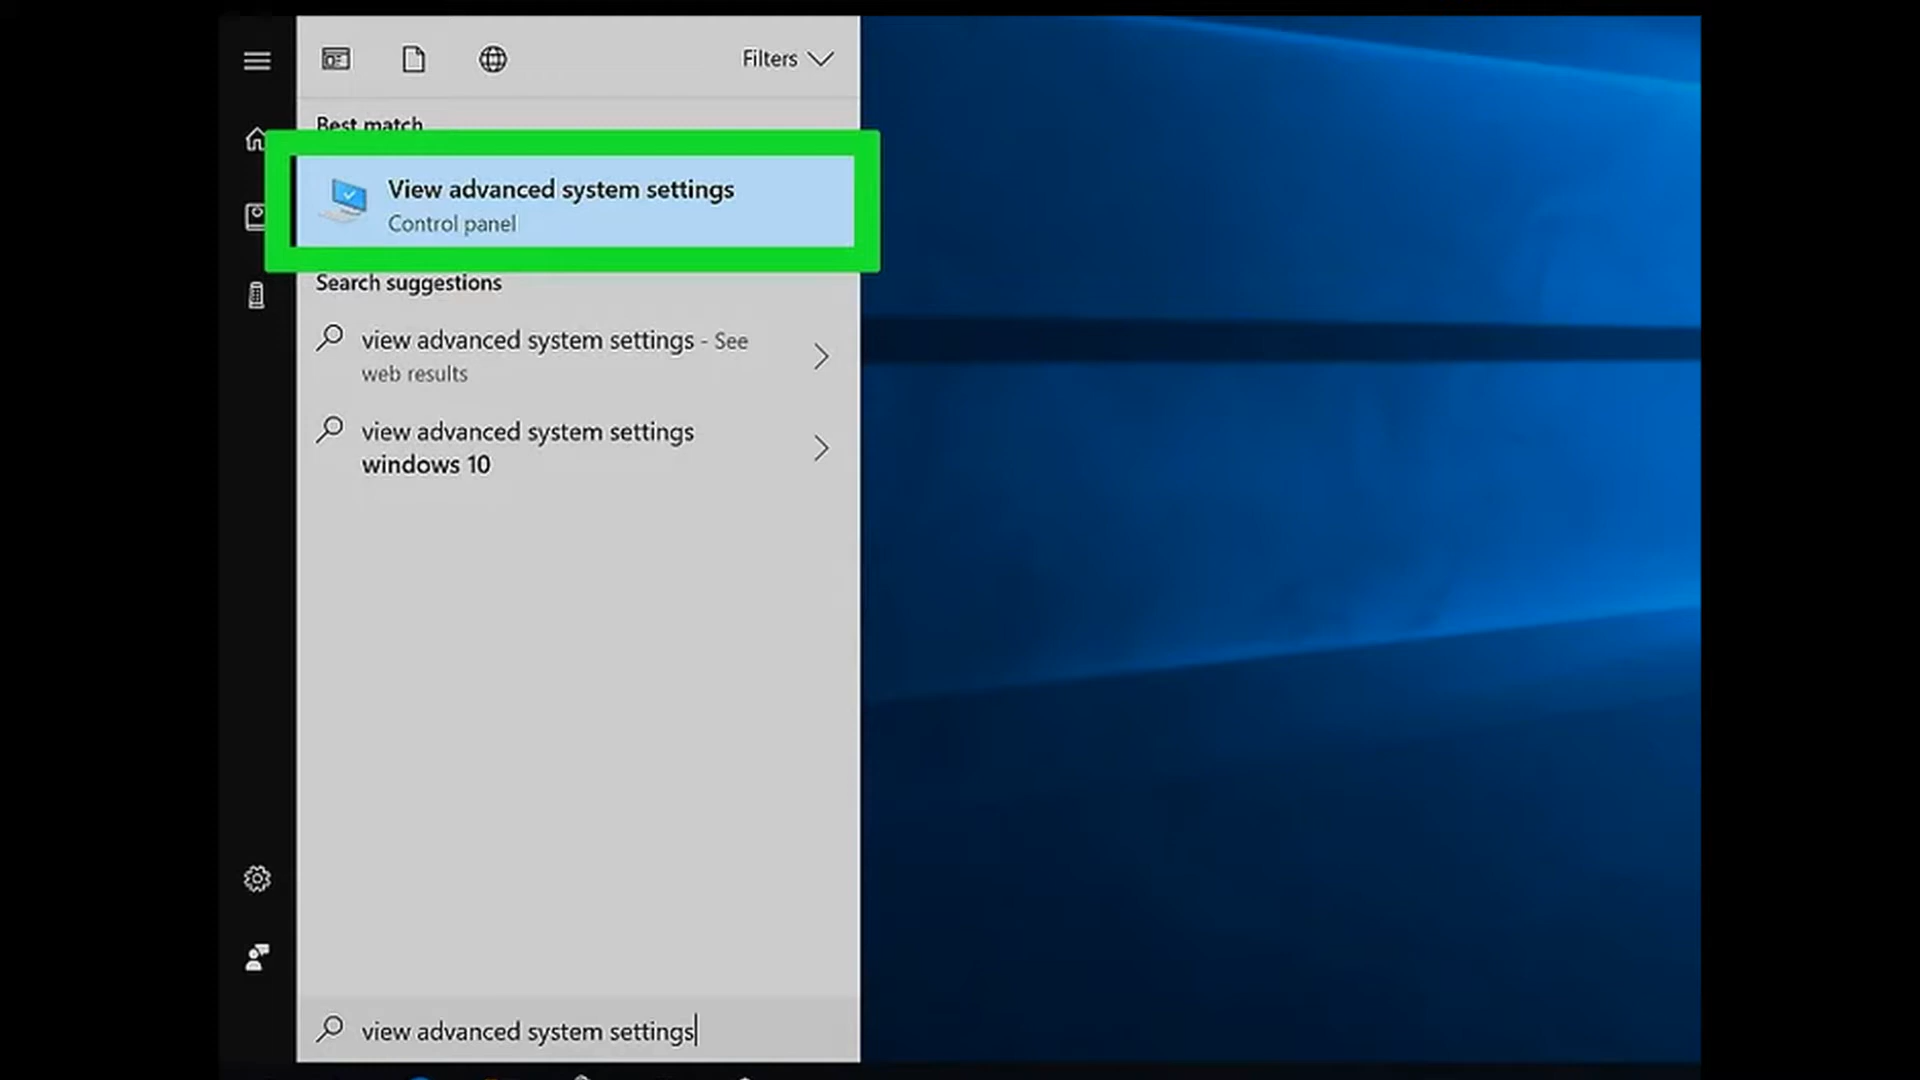 Filters
Best match
View advanced system settings
Control panel
Search suggestions
view advanced system settings - See
web results
view advanced system settings
windows 10
view advanced system settings